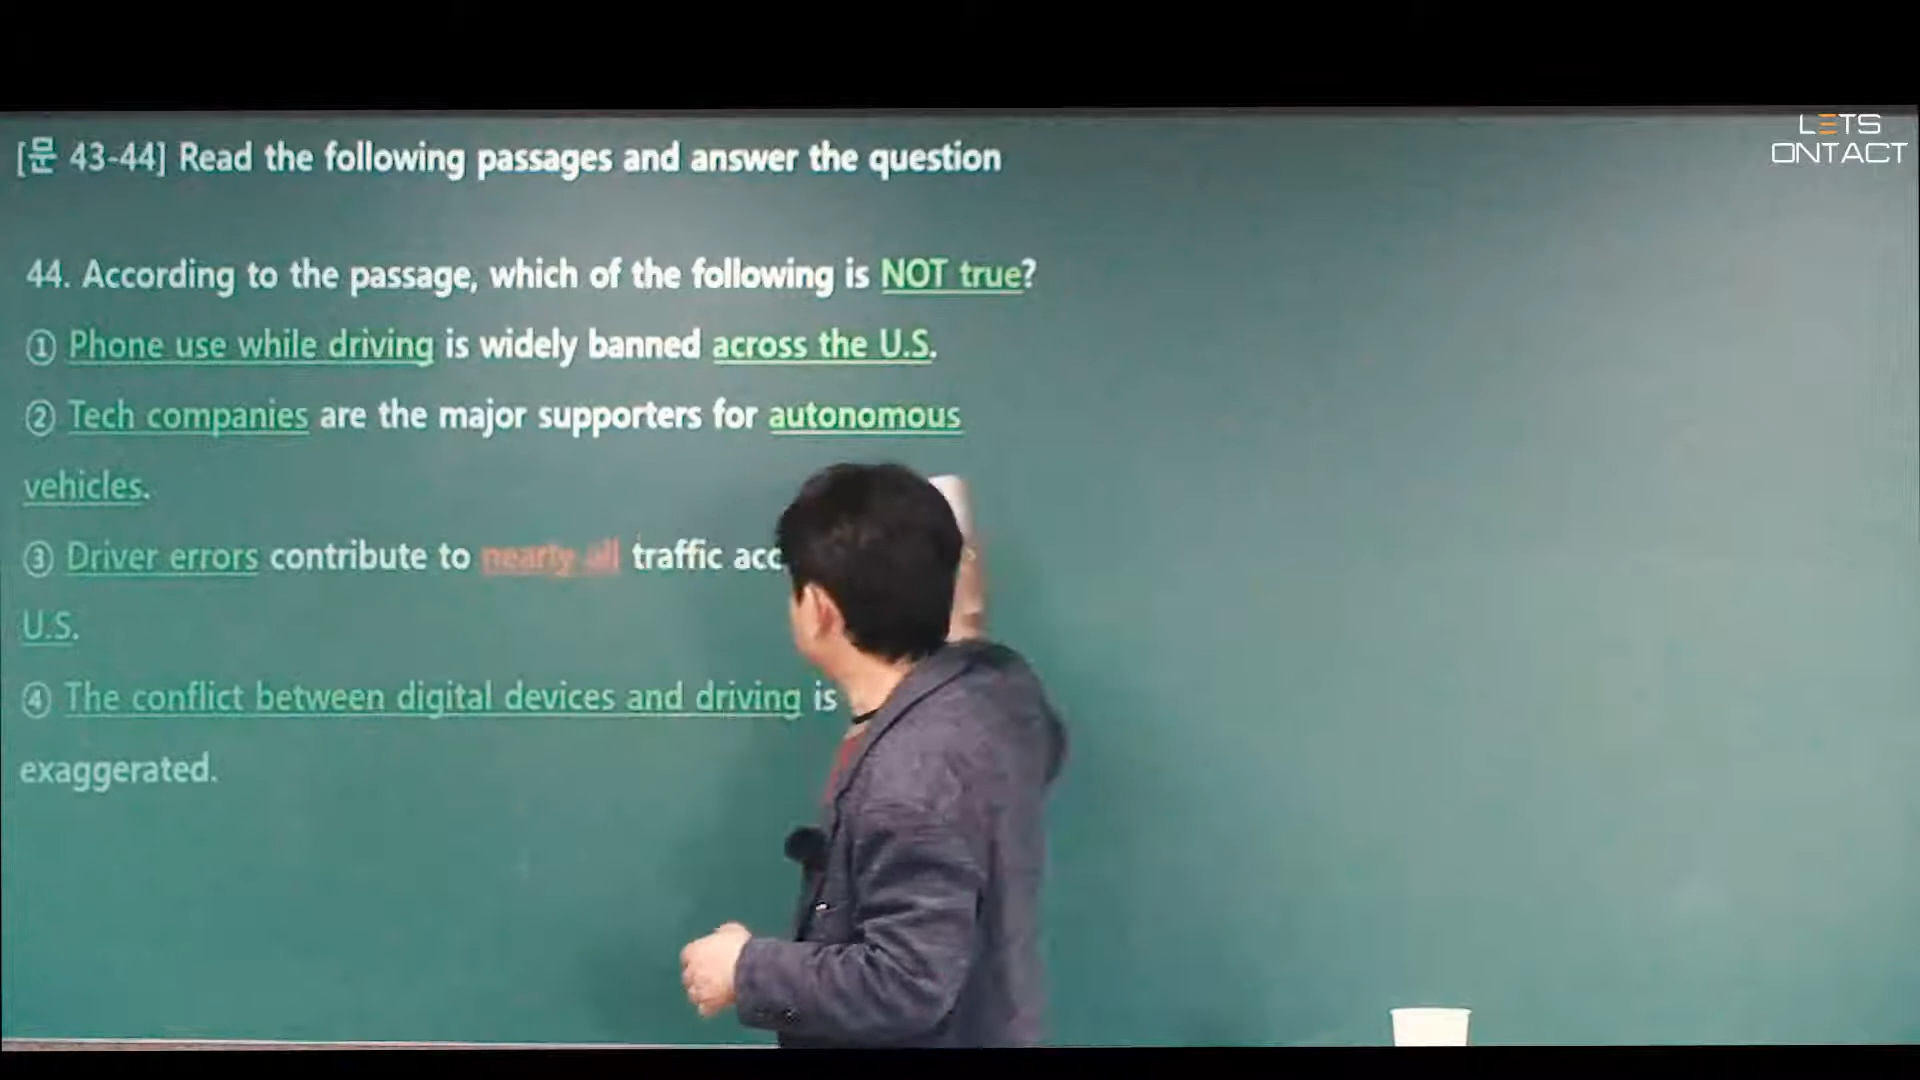 LETS
ONTACT
[문 43-44] Read the following passages and answer the question
44. According to the passage, which of the following is NOT true?
① Phone use while driving is widely banned across the U.S.
② Tech companies are the major supporters for autonomous
vehicles.
③ Driver errors contribute to nearly all traffic acc
U.S.
④ The conflict between digital devices and driving is
exaggerated.